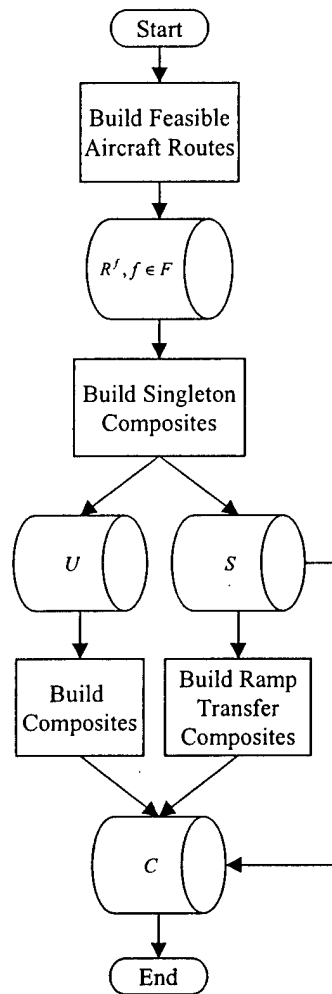 Start
Build Feasible
Aircraft Routes
R^f, f ∈ F
Build Singleton
Composites
U
S
Build
Composites
Build Ramp
Transfer
Composites
C
End